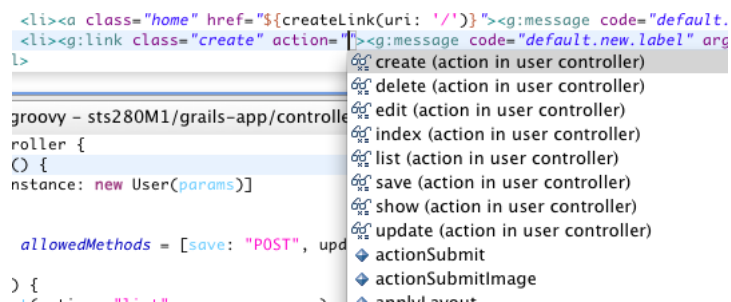 <li><a class="home" href="${createLink(uri: '/')}"><g:message code="default.
<li><g:link class="create" action=""><g:message code="default.new.label" arg
l>
create (action in user controller)
delete (action in user controller)
edit (action in user controller)
index (action in user controller)
list (action in user controller)
save (action in user controller)
show (action in user controller)
update (action in user controller)
actionSubmit
actionSubmitImage
applyLayout
groovy – sts280M1/grails-app/controlle
roller {
() {
nstance: new User(params)]
allowedMethods = [save: "POST", upd
) {